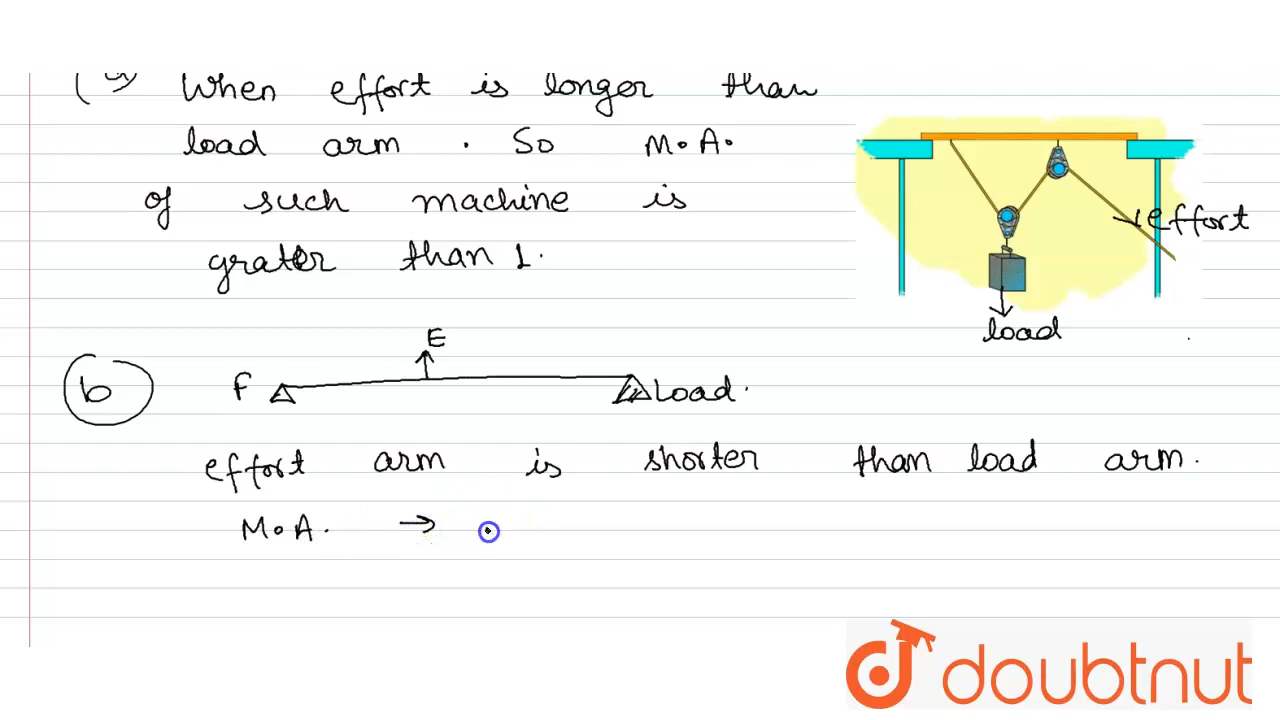 When effort is longer than
load arm . So M.A.
of such machine is
grater than 1.
effort
load
E
b F Load.
effort arm is shorter than load arm.
M.A. →
doubtnut